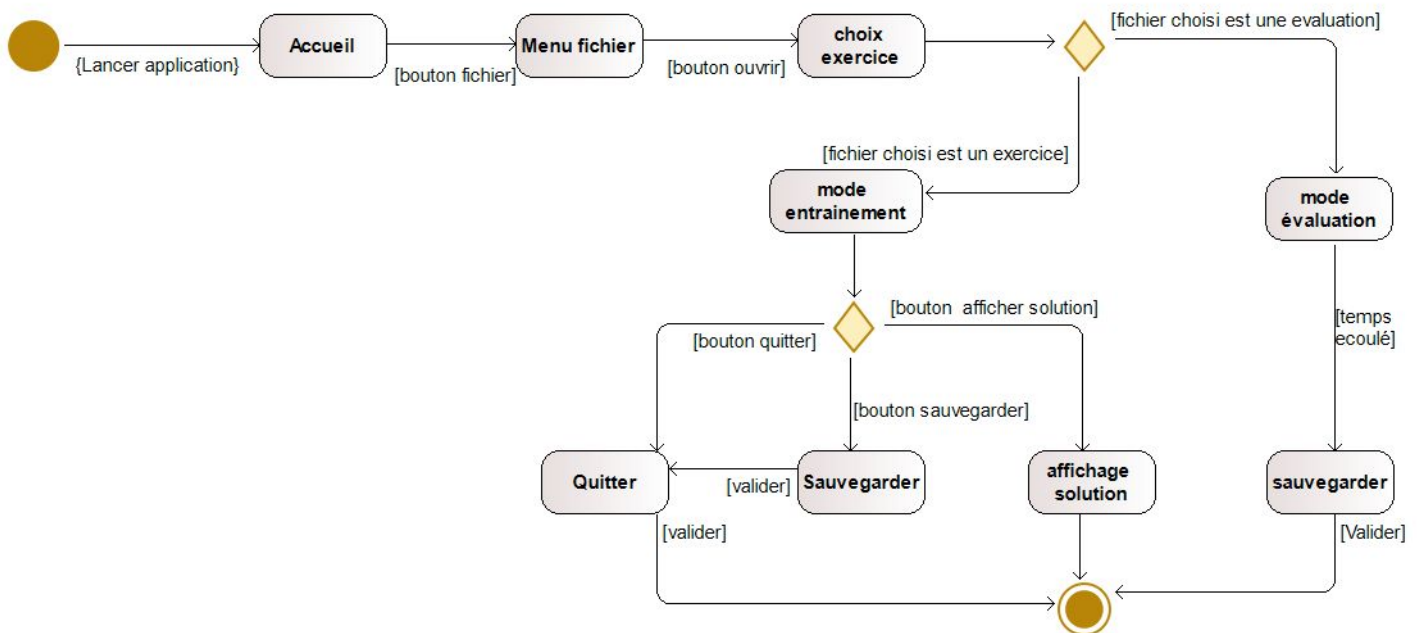 [fichier choisi est une evaluation]
Accueil
Menu fichier
choix
exercice
{Lancer application}
[bouton fichier]
[bouton ouvrir]
[fichier choisi est un exercice]
mode
entrainement
mode
évaluation
[bouton  afficher solution]
[bouton quitter]
[temps
ecoulé]
[bouton sauvegarder]
Quitter
[valider]
Sauvegarder
affichage
solution
sauvegarder
[valider]
[Valider]